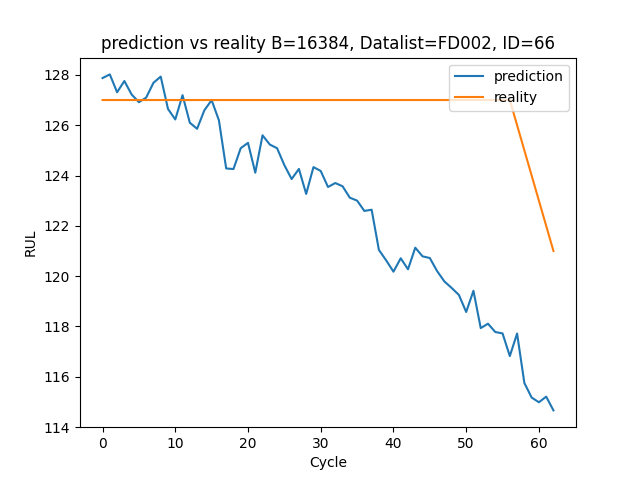 prediction vs reality B=16384, Datalist=FD002, ID=66
prediction
reality
128
126
124
122
120
118
116
114
RUL
0 10 20 30 40 50 60
Cycle